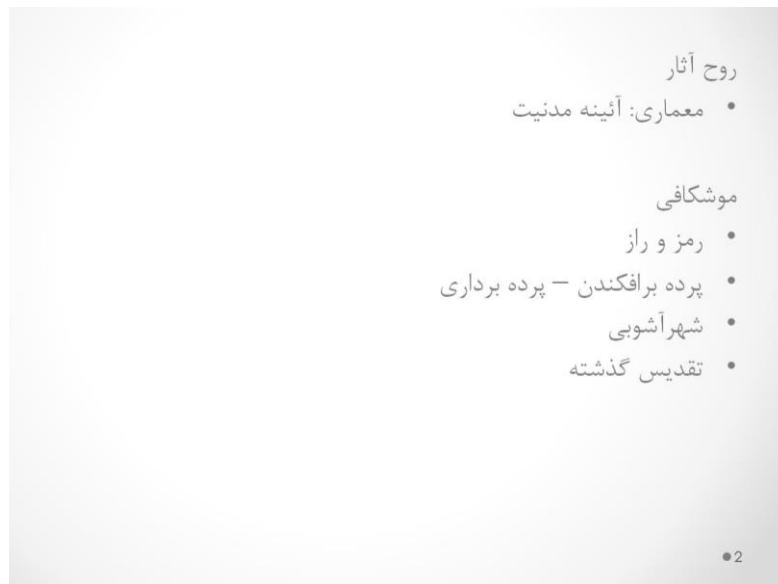 روح آثار
• معماری: آئینه مدنیت
موشکافی
• رمز و راز
• پرده برافکندن – پرده برداری
• شهرآشوبی
• تقدیس گذشته
●2